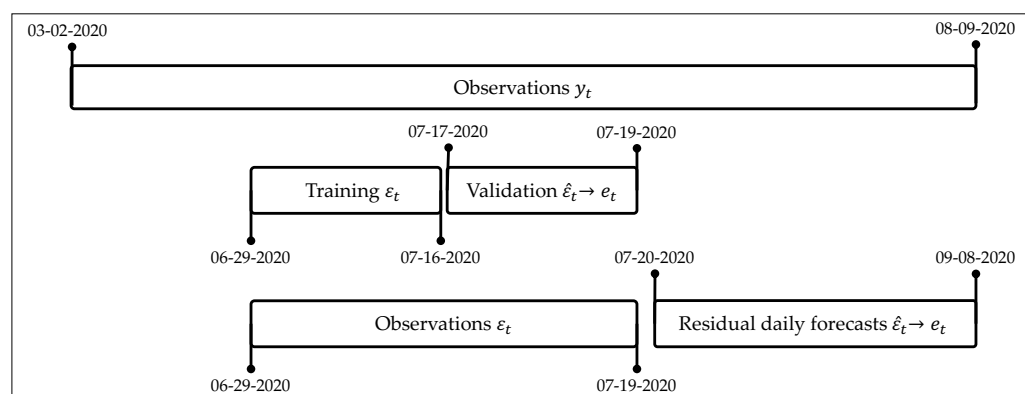 03-02-2020 08-09-2020
Observations y_t
07-17-2020 07-19-2020
Training ε_t Validation ε̂_t → e_t
06-29-2020 07-16-2020 07-20-2020 09-08-2020
Observations ε_t Residual daily forecasts ε̂_t → e_t
06-29-2020 07-19-2020